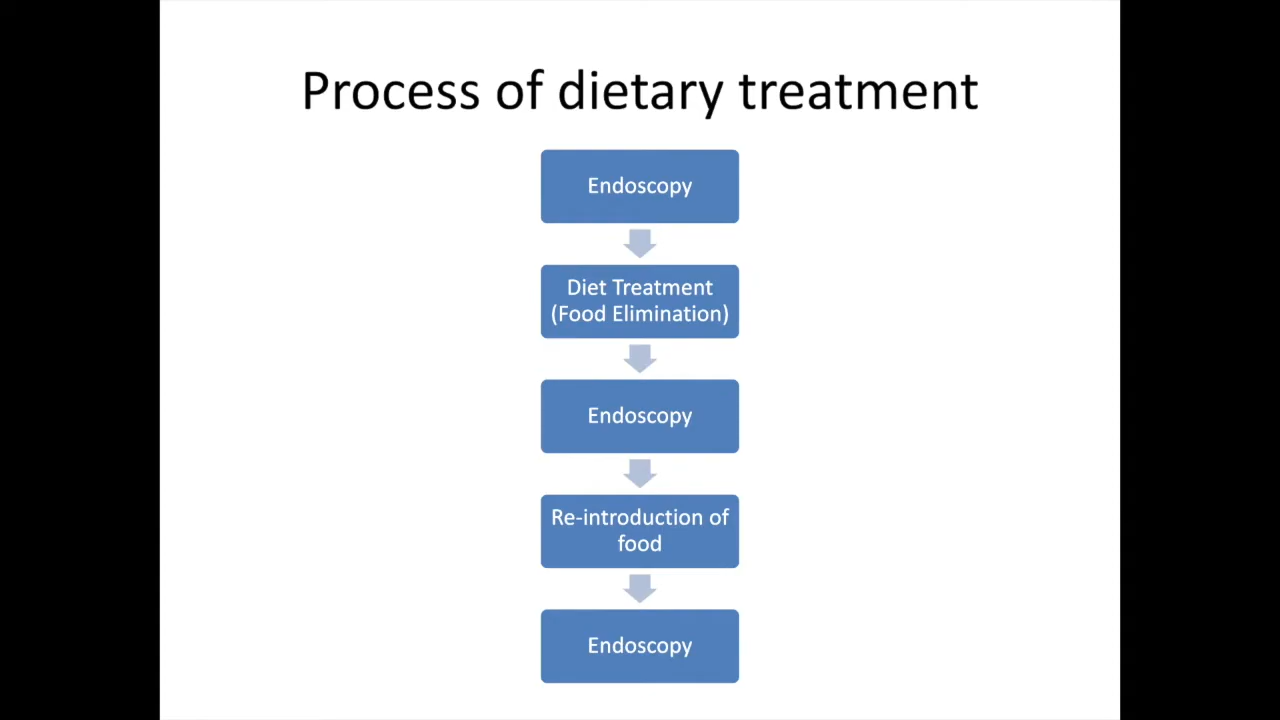 Process of dietary treatment
Endoscopy
Diet Treatment
(Food Elimination)
Endoscopy
Re-introduction of
food
Endoscopy